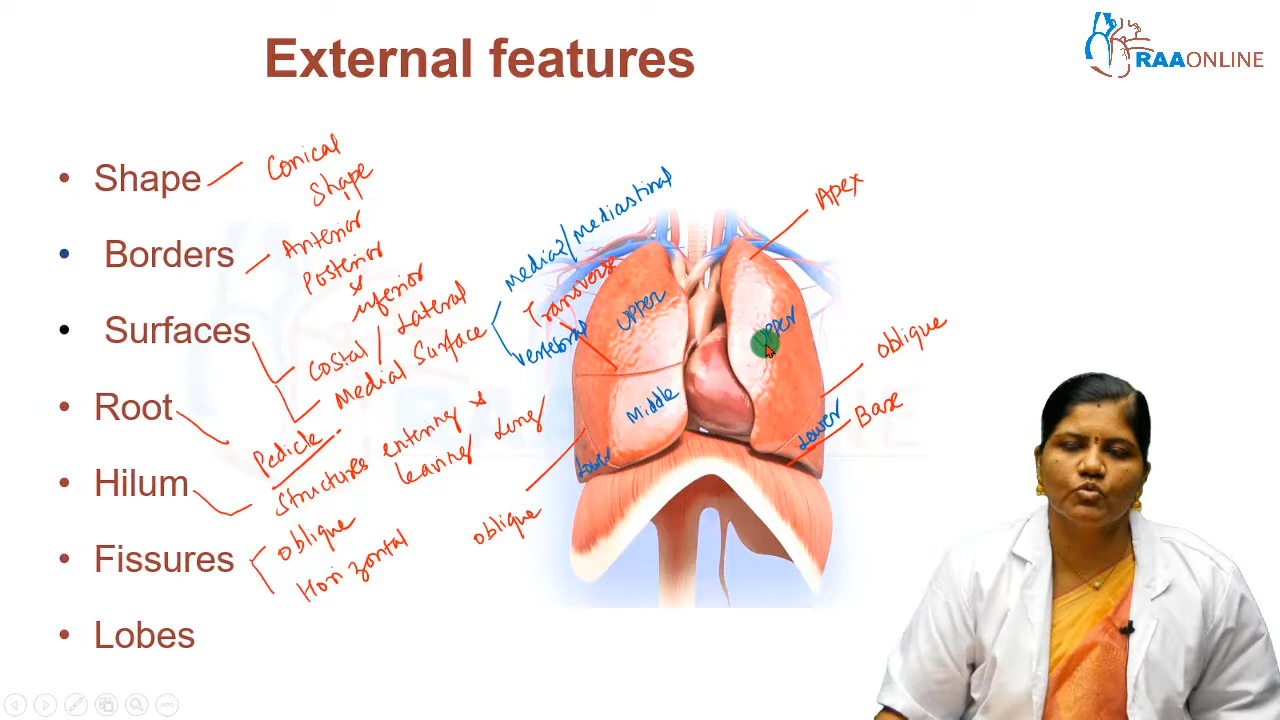 External features
RAAONLINE
• Shape
Conical
Shape
• Borders
Anterior
Posterior
&
inferior
• Surfaces
Costal / Lateral
Medial Surface
medial/mediastinal
vertebral
• Root
Pedicle
• Hilum
Structures entering &
leaving Lung
• Fissures
oblique
Horizontal
• Lobes
Transverse
Upper
Middle
Lower
oblique
Apex
Upper
oblique
Lower
Base